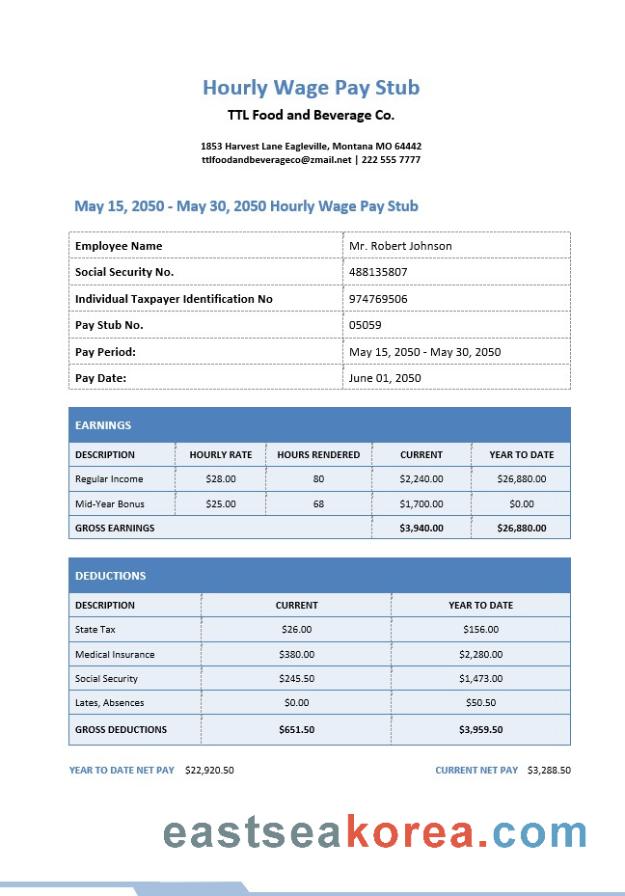 Hourly Wage Pay Stub
TTL Food and Beverage Co.
1853 Harvest Lane Eagleville, Montana MO 64442
ttlfoodandbeverageco@zmail.net | 222 555 7777
May 15, 2050 - May 30, 2050 Hourly Wage Pay Stub
Employee Name Mr. Robert Johnson
Social Security No. 488135807
Individual Taxpayer Identification No 974769506
Pay Stub No. 05059
Pay Period: May 15, 2050 - May 30, 2050
Pay Date: June 01, 2050
EARNINGS
DESCRIPTION HOURLY RATE HOURS RENDERED CURRENT YEAR TO DATE
Regular Income $28.00 80 $2,240.00 $26,880.00
Mid-Year Bonus $25.00 68 $1,700.00 $0.00
GROSS EARNINGS $3,940.00 $26,880.00
DEDUCTIONS
DESCRIPTION CURRENT YEAR TO DATE
State Tax $26.00 $156.00
Medical Insurance $380.00 $2,280.00
Social Security $245.50 $1,473.00
Lates, Absences $0.00 $50.50
GROSS DEDUCTIONS $651.50 $3,959.50
YEAR TO DATE NET PAY $22,920.50 CURRENT NET PAY $3,288.50
eastseakorea.com